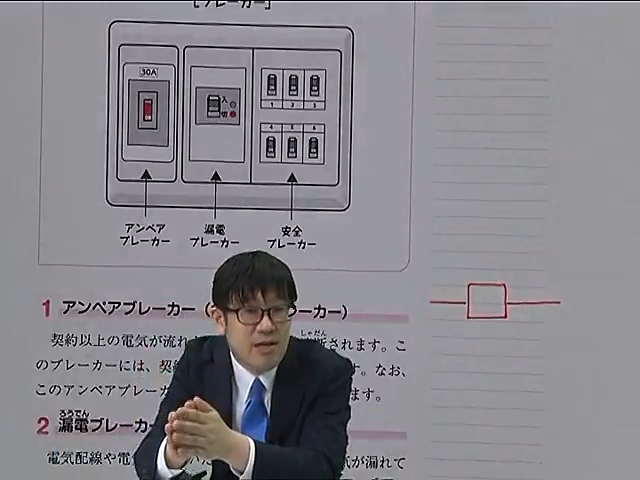 [ブレーカー]
30A
入
切
1 2 3
4 5 6
アンペア
ブレーカー
漏電
ブレーカー
安全
ブレーカー
1 アンペアブレーカー(
ーカー)
契約以上の電気が流れ
しゃだん
されます。こ
のブレーカーには、契
す。なお、
このアンペアブレー
ます。
ろうでん
2 漏電ブレーカ
電気配線や電
が漏れて